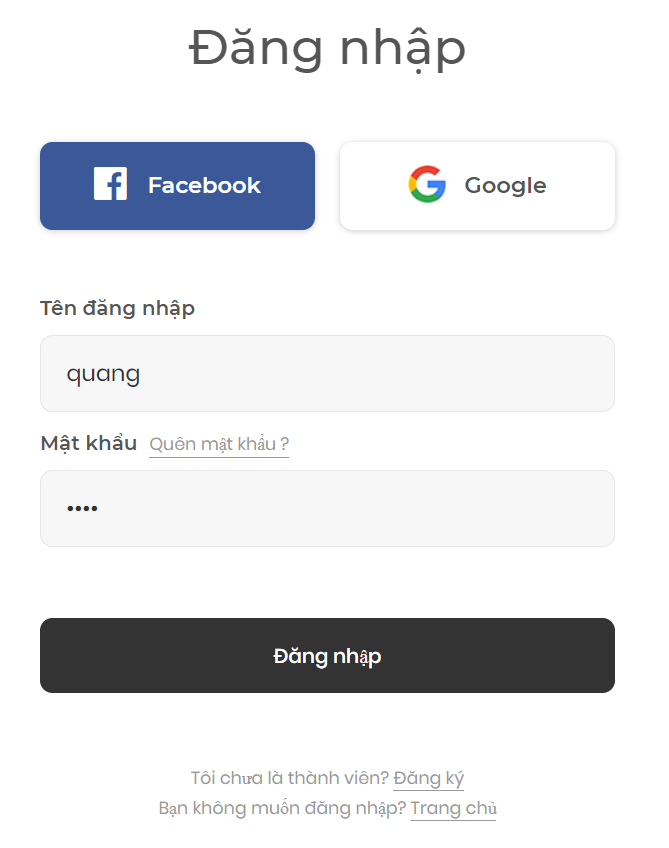 Đăng nhập
Facebook Google
Tên đăng nhập
quang
Mật khẩu Quên mật khẩu ?
••••
Đăng nhập
Tôi chưa là thành viên? Đăng ký
Bạn không muốn đăng nhập? Trang chủ